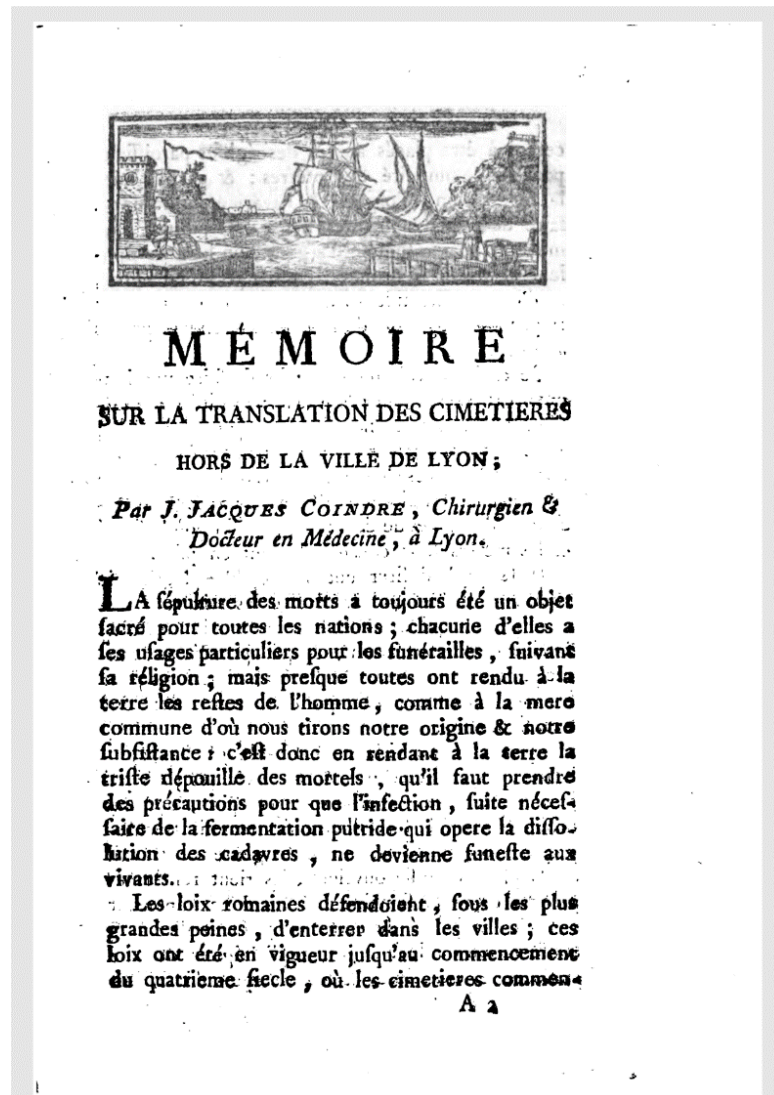 MÉMOIRE
SUR LA TRANSLATION DES CIMETIERES
HORS DE LA VILLE DE LYON ;
Par J. JACQUES COINDRE , Chirurgien &
Docteur en Médecine , à Lyon.
LA ſépulture des morts a toujours été un objet
ſacré pour toutes les nations ; chacune d'elles a
ſes uſages particuliers pour les funérailles , ſuivant
ſa réligion ; mais preſque toutes ont rendu à la
terre les reſtes de l'homme , comme à la mere
commune d'où nous tirons notre origine & notre
ſubſiſtance : c'eſt donc en rendant à la terre la
triſte dépouille des mortels , qu'il faut prendre
des précautions pour que l'infection , ſuite néceſ-
ſaire de la fermentation putride qui opere la diſſo-
lution des cadavres , ne devienne funeſte aux
vivants.
Les loix romaines défendoient , ſous les plus
grandes peines , d'enterrer dans les villes ; ces
loix ont été en vigueur juſqu'au commencement
du quatrieme ſiecle , où les cimetieres commen-
A 2